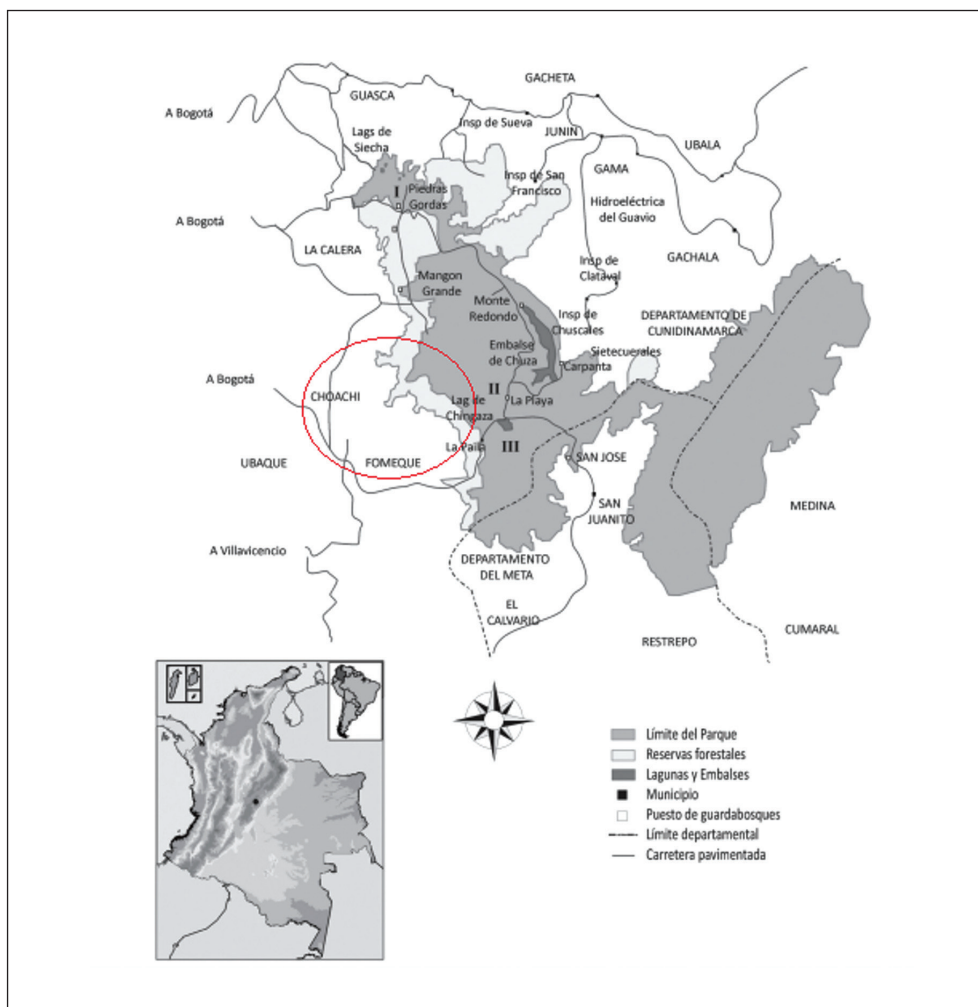 GACHETA
GUASCA
A Bogotá
Insp de Sueva
JUNIN
Lags de
Siecha
UBALA
GAMA
Insp de San
Francisco
I
Piedras
Gordas
Hidroeléctrica
del Guavio
A Bogotá
LA CALERA
GACHALA
Insp de
Clataval
Mangon
Grande
Monte
Redondo
Insp de
Chuscales
DEPARTAMENTO DE
CUNIDINAMARCA
Embalse
de Chuza
Sietecuerales
Carpanta
A Bogotá
II
CHOACHI
Lag de
Chingaza
La Playa
III
La Paila
UBAQUE
FOMEQUE
SAN JOSE
SAN
JUANITO
MEDINA
A Villavicencio
DEPARTAMENTO
DEL META
EL
CALVARIO
RESTREPO
CUMARAL
Límite del Parque
Reservas forestales
Lagunas y Embalses
Municipio
Puesto de guardabosques
Límite departamental
Carretera pavimentada